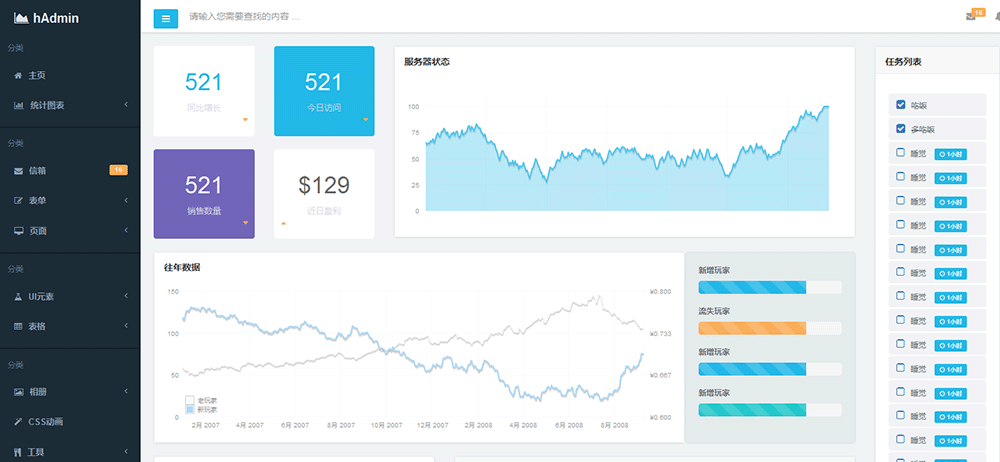 hAdmin
请输入您需要查找的内容 …
16
分类
主页
统计图表
分类
信箱
16
表单
页面
分类
UI元素
表格
分类
相册
CSS动画
工具
521
同比增长
521
今日访问
521
销售数量
$129
近日盈利
服务器状态
100
75
50
25
0
往年数据
150
100
50
0
¥0.800
¥0.733
¥0.667
¥0.600
老玩家
新玩家
2月 2007
4月 2007
6月 2007
8月 2007
10月 2007
12月 2007
2月 2008
4月 2008
6月 2008
8月 2008
新增玩家
流失玩家
新增玩家
新增玩家
任务列表
吃饭
多吃饭
睡觉 1小时
睡觉 1小时
睡觉 1小时
睡觉 1小时
睡觉 1小时
睡觉 1小时
睡觉 1小时
睡觉 1小时
睡觉 1小时
睡觉 1小时
睡觉 1小时
睡觉 1小时
睡觉 1小时
睡觉 1小时